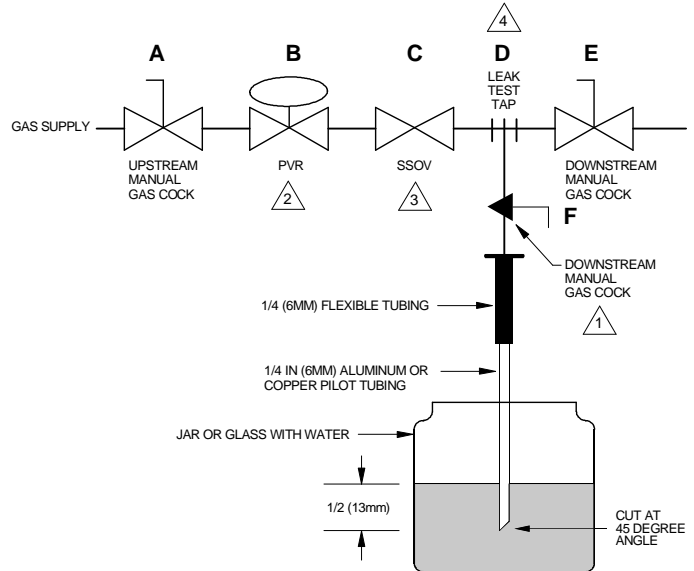 4
A
B
C
D
E
LEAK
TEST
TAP
GAS SUPPLY
UPSTREAM
MANUAL
GAS COCK
PVR
2
SSOV
3
DOWNSTREAM
MANUAL
GAS COCK
F
DOWNSTREAM
MANUAL
GAS COCK
1
1/4 (6MM) FLEXIBLE TUBING
1/4 IN (6MM) ALUMINUM OR
COPPER PILOT TUBING
JAR OR GLASS WITH WATER
1/2 (13mm)
CUT AT
45 DEGREE
ANGLE